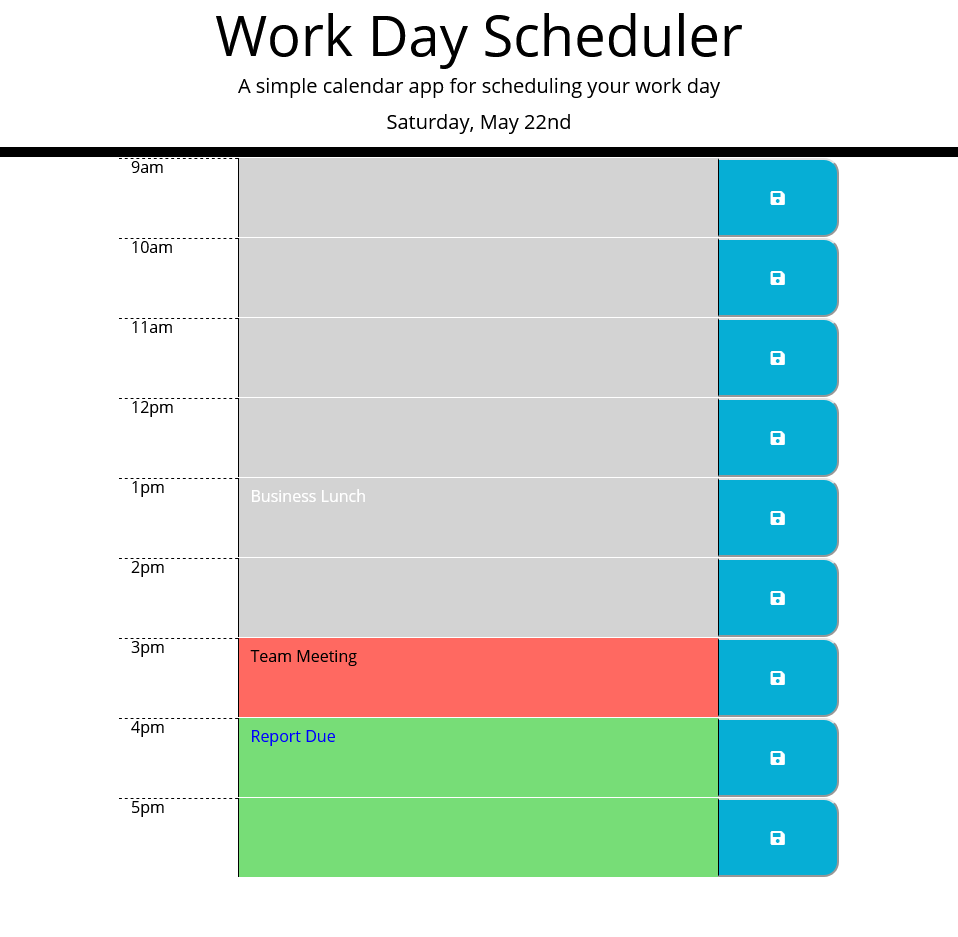 Work Day Scheduler
A simple calendar app for scheduling your work day
Saturday, May 22nd
9am
10am
11am
12pm
1pm Business Lunch
2pm
3pm Team Meeting
4pm Report Due
5pm